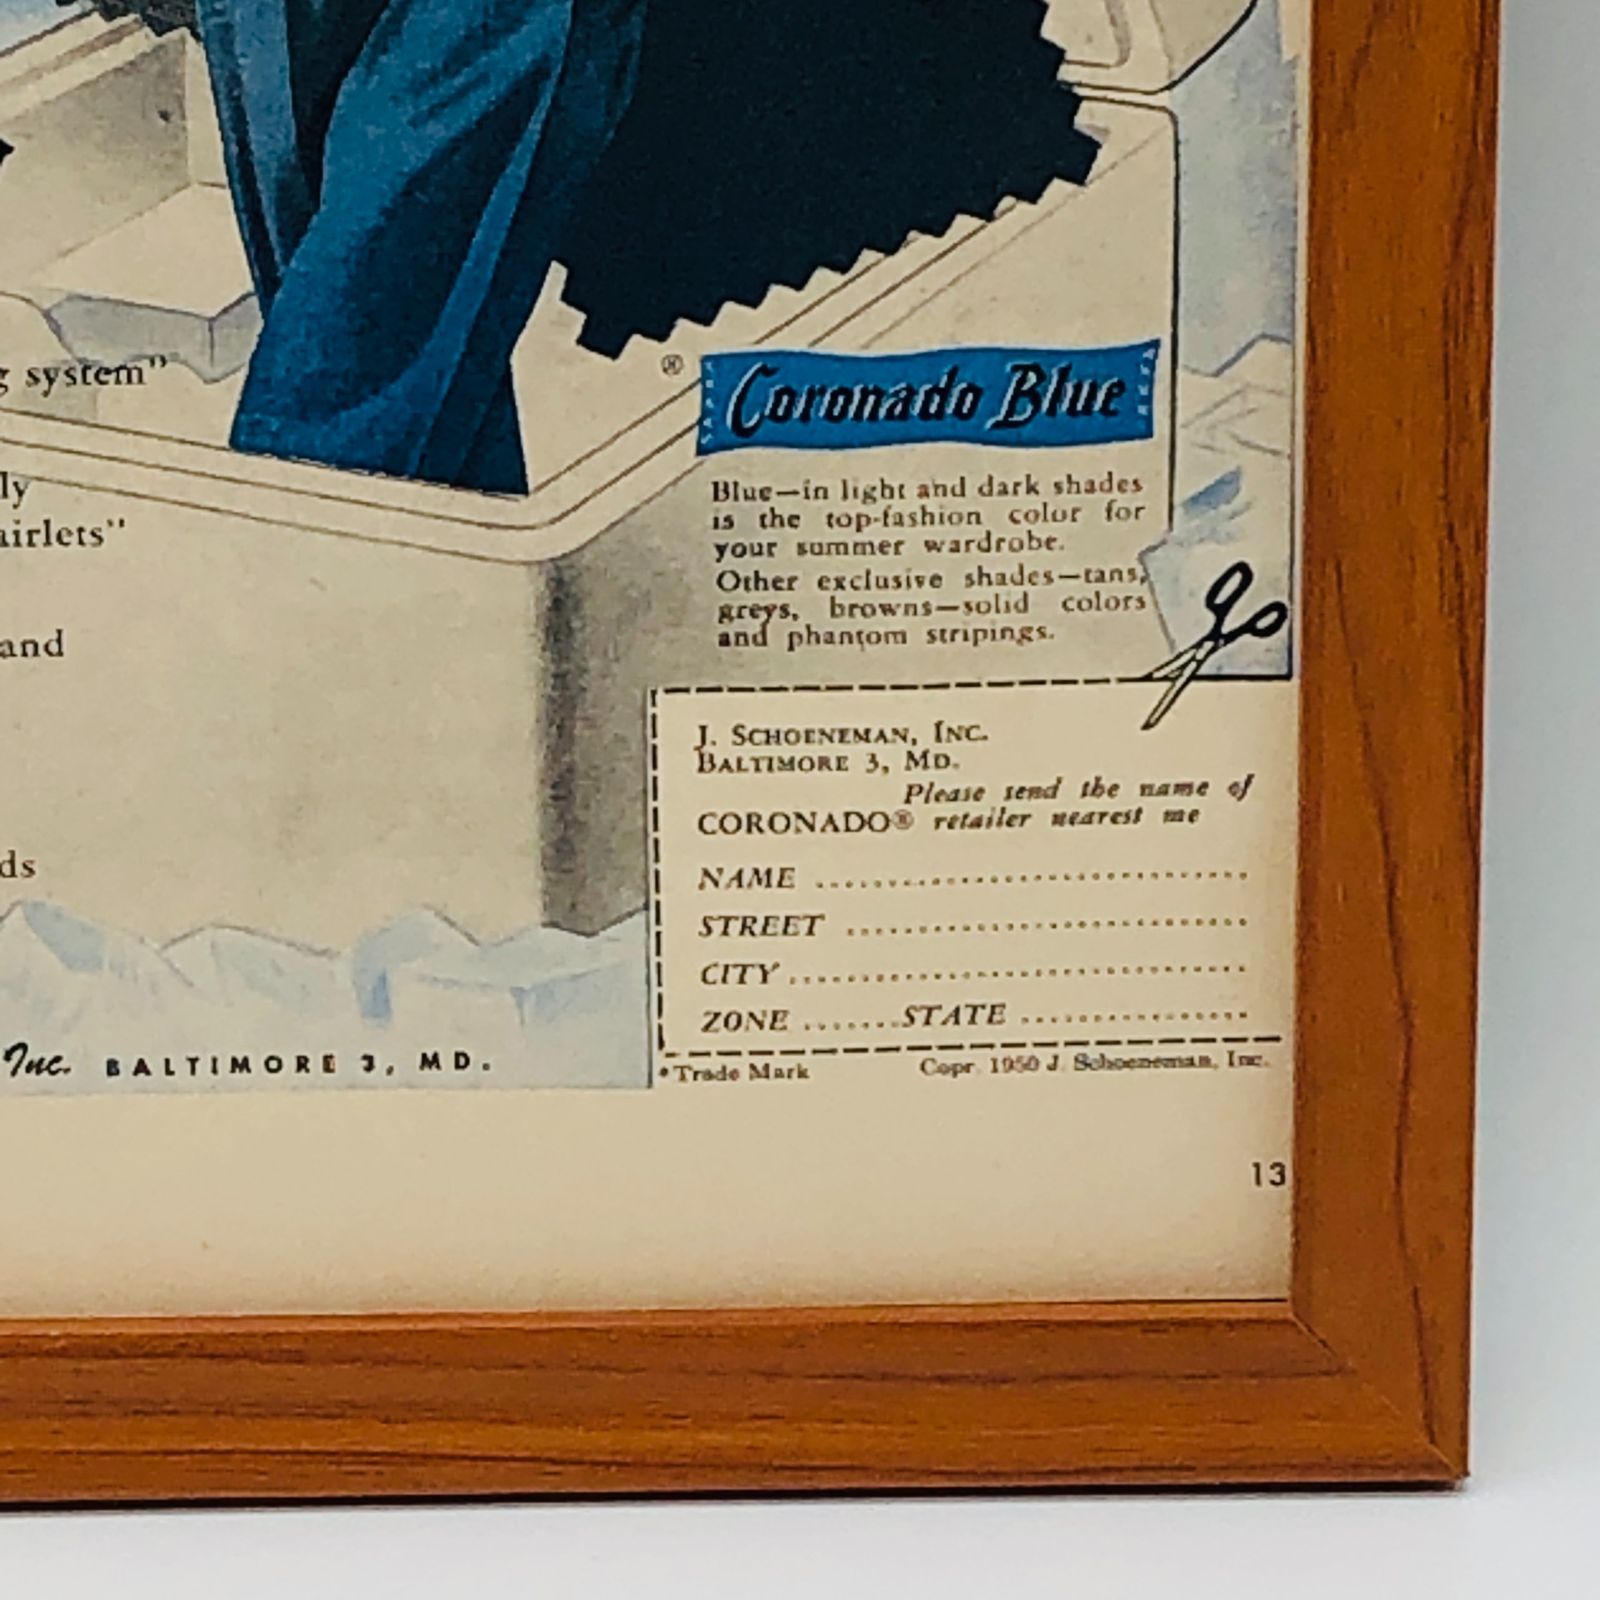 g system"
ly
airlets"
and
ds
Inc. BALTIMORE 3, MD.
® Coronado Blue
Blue—in light and dark shades
is the top-fashion color for
your summer wardrobe.
Other exclusive shades—tans,
greys, browns—solid colors
and phantom stripings.
J. SCHOENEMAN, INC.
BALTIMORE 3, MD.
Please send the name of
CORONADO® retailer nearest me
NAME ..........
STREET ..........
CITY ..........
ZONE .......STATE ..........
*Trade Mark Copr. 1950 J. Schoeneman, Inc.
13